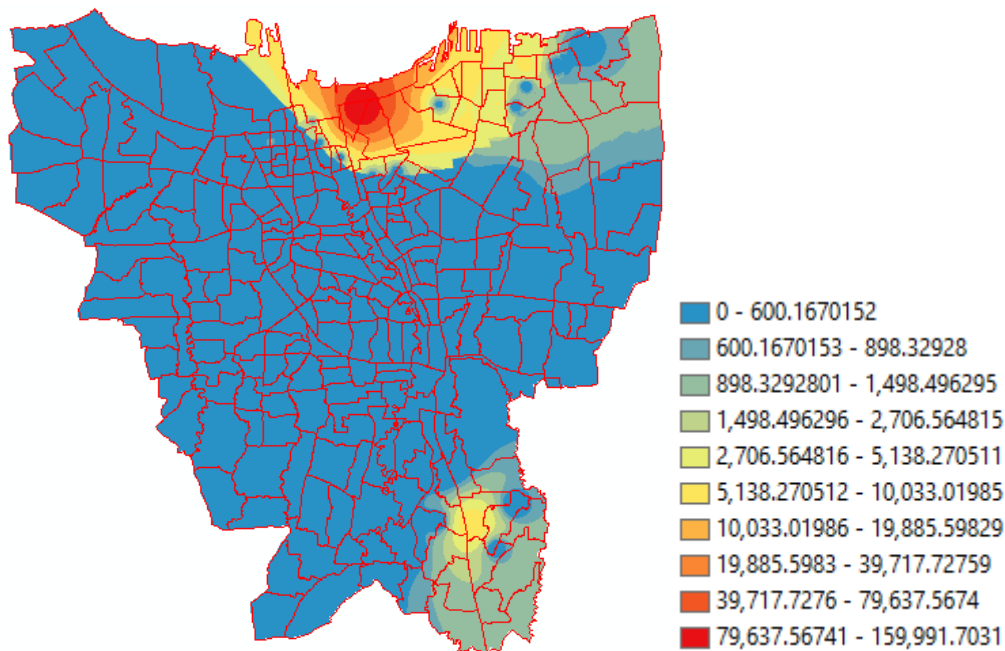 0 - 600.1670152
600.1670153 - 898.32928
898.3292801 - 1,498.496295
1,498.496296 - 2,706.564815
2,706.564816 - 5,138.270511
5,138.270512 - 10,033.01985
10,033.01986 - 19,885.59829
19,885.5983 - 39,717.72759
39,717.7276 - 79,637.5674
79,637.56741 - 159,991.7031